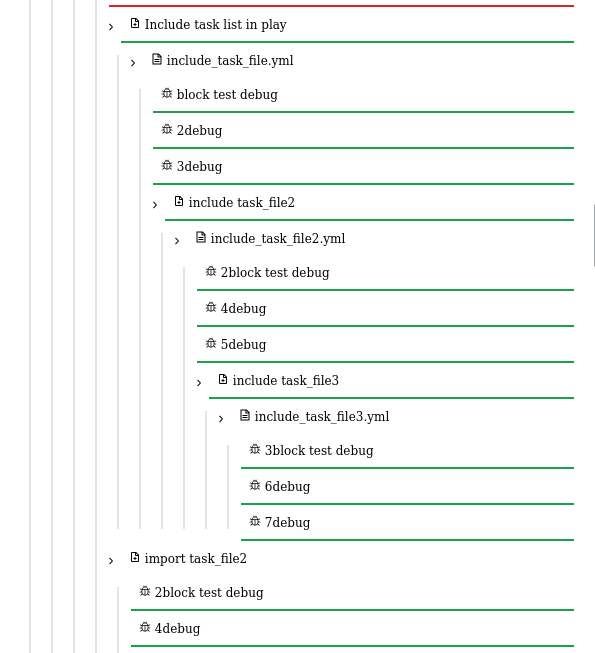 Include task list in play
include_task_file.yml
block test debug
2debug
3debug
include task_file2
include_task_file2.yml
2block test debug
4debug
5debug
include task_file3
include_task_file3.yml
3block test debug
6debug
7debug
import task_file2
2block test debug
4debug